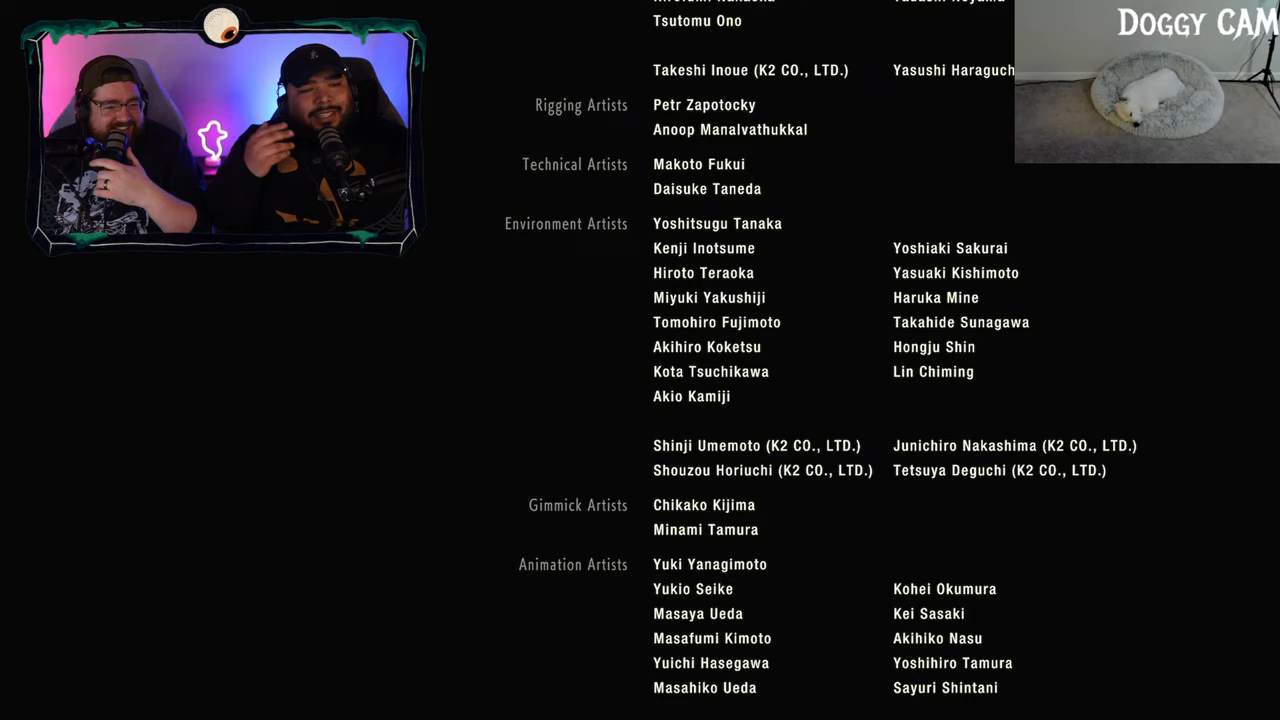 Doggy CAM
Tsutomu Ono
Takeshi Inoue (K2 CO., LTD.) Yasushi Haraguch
Rigging Artists Petr Zapotocky
Anoop Manalvathukkal
Technical Artists Makoto Fukui
Daisuke Taneda
Environment Artists Yoshitsugu Tanaka
Kenji Inotsume Yoshiaki Sakurai
Hiroto Teraoka Yasuaki Kishimoto
Miyuki Yakushiji Haruka Mine
Tomohiro Fujimoto Takahide Sunagawa
Akihiro Koketsu Hongju Shin
Kota Tsuchikawa Lin Chiming
Akio Kamiji
Shinji Umemoto (K2 CO., LTD.) Junichiro Nakashima (K2 CO., LTD.)
Shouzou Horiuchi (K2 CO., LTD.) Tetsuya Deguchi (K2 CO., LTD.)
Gimmick Artists Chikako Kijima
Minami Tamura
Animation Artists Yuki Yanagimoto
Yukio Seike Kohei Okumura
Masaya Ueda Kei Sasaki
Masafumi Kimoto Akihiko Nasu
Yuichi Hasegawa Yoshihiro Tamura
Masahiko Ueda Sayuri Shintani